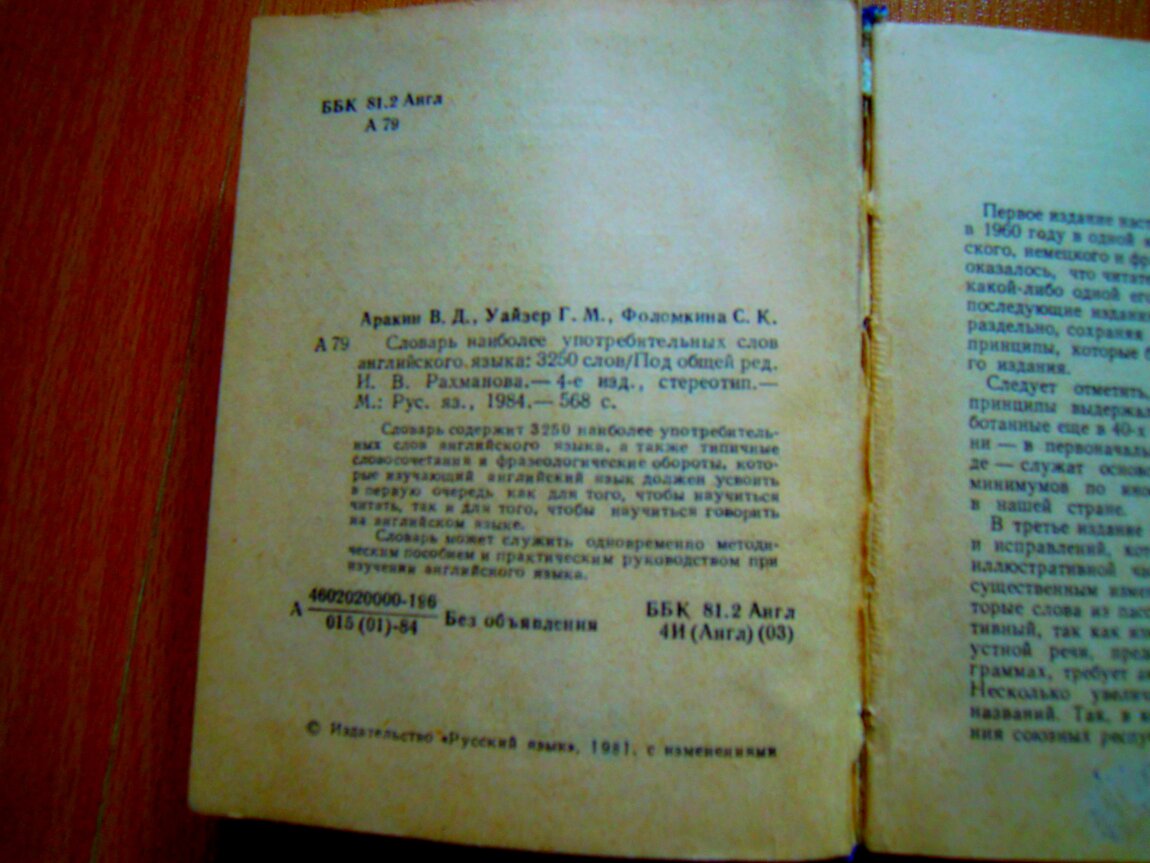 ББК 81.2 Англ
А 79
Аракин В. Д., Уайзер Г. М., Фоломкина С. К.
А 79 Словарь наиболее употребительных слов
английского языка: 3250 слов/Под общей ред.
И. В. Рахманова.— 4-е изд., стереотип.—
М.: Рус. яз., 1984.— 568 с.
Словарь содержит 3250 наиболее употребитель-
ных слов английского языка, а также типичные
словосочетания и фразеологические обороты, кото-
рые изучающий английский язык должен усвоить
в первую очередь как для того, чтобы научиться
читать, так и для того, чтобы научиться говорить
на английском языке.
Словарь может служить одновременно методи-
ческим пособием и практическим руководством при
изучении английского языка.
А 4602020000-196
015 (01)-84 Без объявления
ББК 81.2 Англ
4И (Англ) (03)
© Издательство «Русский язык», 1981, с изменениями
Первое издание
в 1960 году в одной
ского, немецкого и
оказалось, что
какой-либо одной
последующие
раздельно, сохраняя
принципы, которые
го издания.
Следует отметить,
принципы
ботанные еще в 40-х
ни — в
де — служат
минимумов по
в нашей стране.
В третье издание
и исправлений,
иллюстративной
существенным
торые слова из
тивный, так как
устной речи,
граммах, требует
Несколько
названий. Так, в
ния союзных